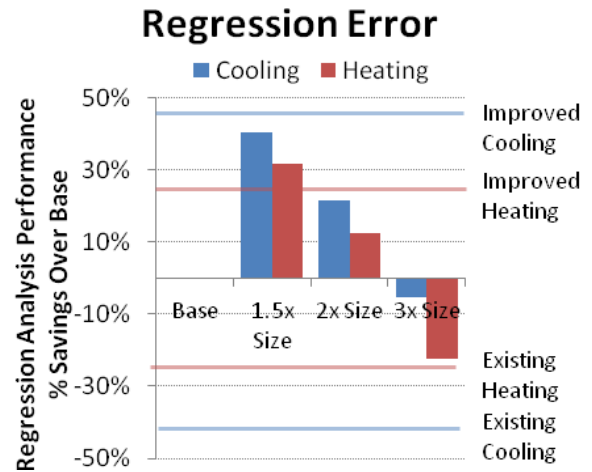 Regression Error
Cooling Heating
Regression Analysis Performance
% Savings Over Base
50%
30%
10%
-10%
-30%
-50%
Base 1.5x Size 2x Size 3x Size
Improved
Cooling
Improved
Heating
Existing
Heating
Existing
Cooling